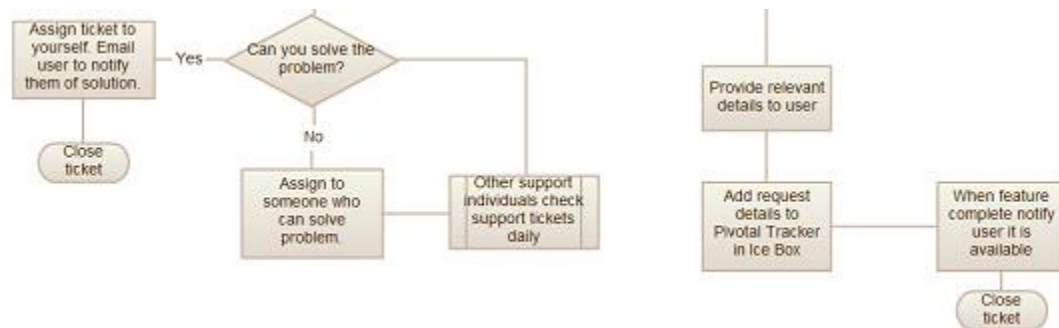 Assign ticket to
yourself. Email
user to notify
them of solution.
Yes
Can you solve the
problem?
No
Close
ticket
Assign to
someone who
can solve
problem.
Other support
individuals check
support tickets
daily
Provide relevant
details to user
Add request
details to
Pivotal Tracker
in Ice Box
When feature
complete notify
user it is
available
Close
ticket